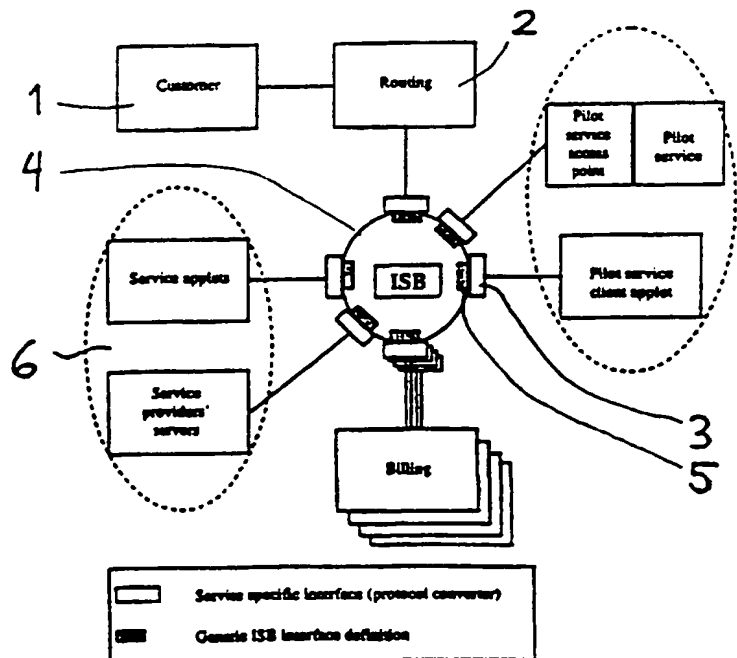 2
1
Customer
Routing
Pilot
service
access
point
Pilot
service
4
Service applets
ISB
Pilot service
client applet
6
Service
providers'
servers
3
5
Billing
Service specific interface (protocol converter)
Generic ISB interface definition